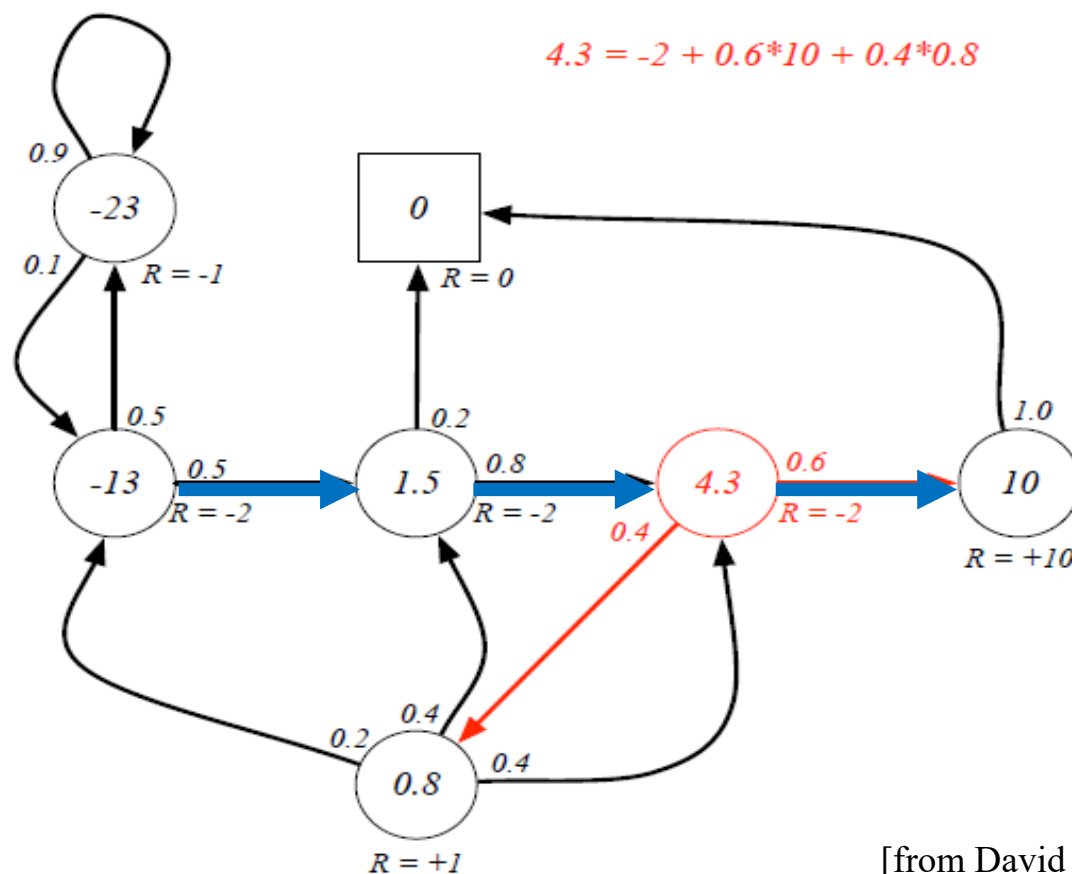 4.3 = -2 + 0.6*10 + 0.4*0.8
0.9
-23
0
0.1
R = -1
R = 0
0.5
0.2
1.0
-13
0.5
1.5
0.8
4.3
0.6
10
R = -2
R = -2
R = -2
0.4
R = +10
0.4
0.2
0.4
0.8
R = +1
[from David